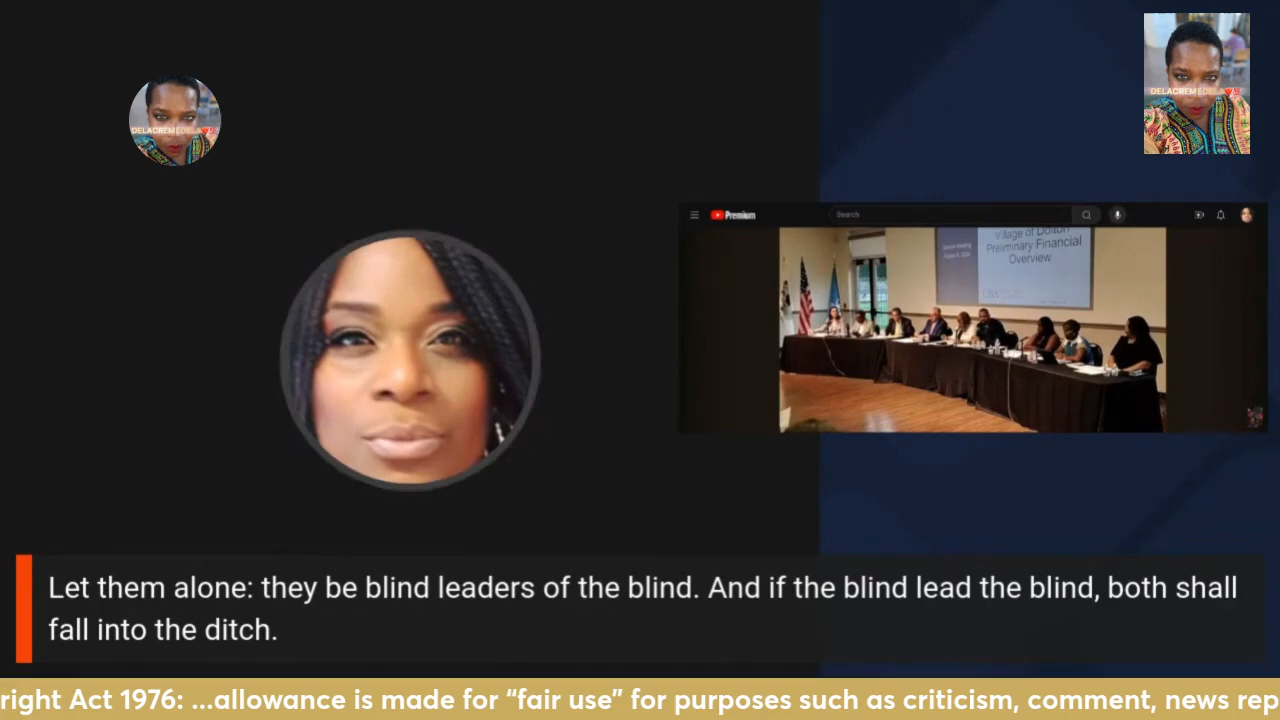 DELACREMEDELA
DELACREMEDELA
Premium
Search
Village of Dolton
Preliminary Financial
Overview
Let them alone: they be blind leaders of the blind. And if the blind lead the blind, both shall
fall into the ditch.
right Act 1976: ...allowance is made for “fair use” for purposes such as criticism, comment, news rep